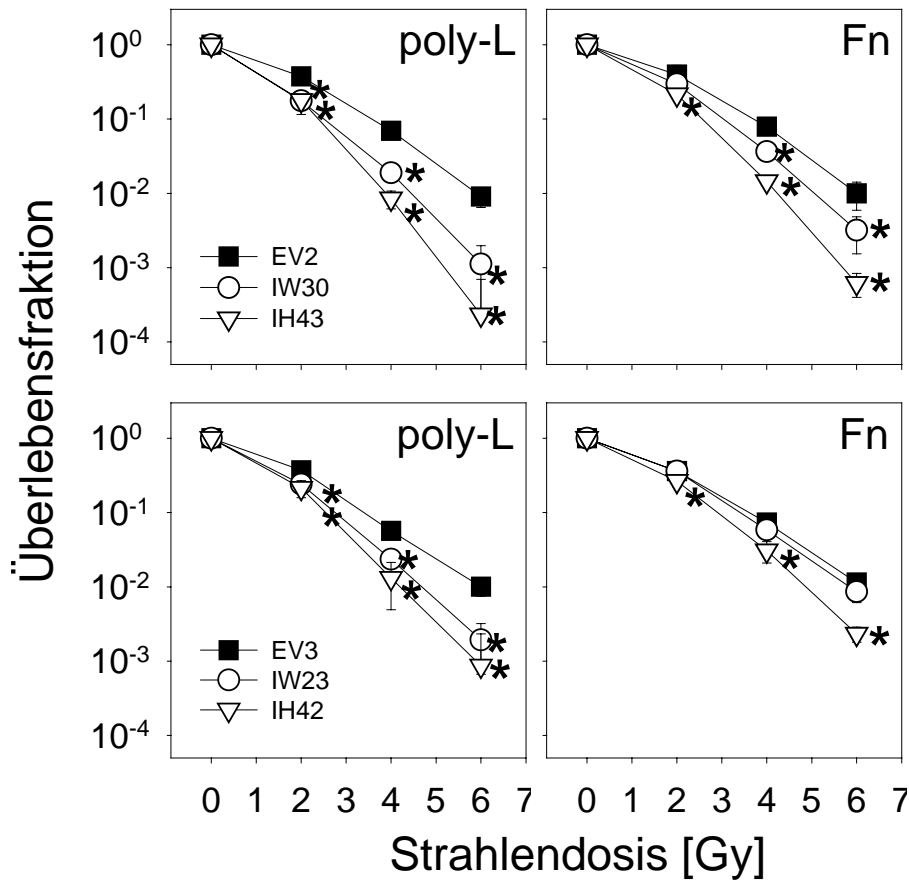 poly-L
Fn
10⁰
10⁻¹
10⁻²
10⁻³
10⁻⁴
EV2
IW30
IH43
* * * * * *
* * * * *
Überlebensfraktion
poly-L
Fn
10⁰
10⁻¹
10⁻²
10⁻³
10⁻⁴
EV3
IW23
IH42
* * * * * *
* * *
0 1 2 3 4 5 6 7 0 1 2 3 4 5 6 7
Strahlendosis [Gy]